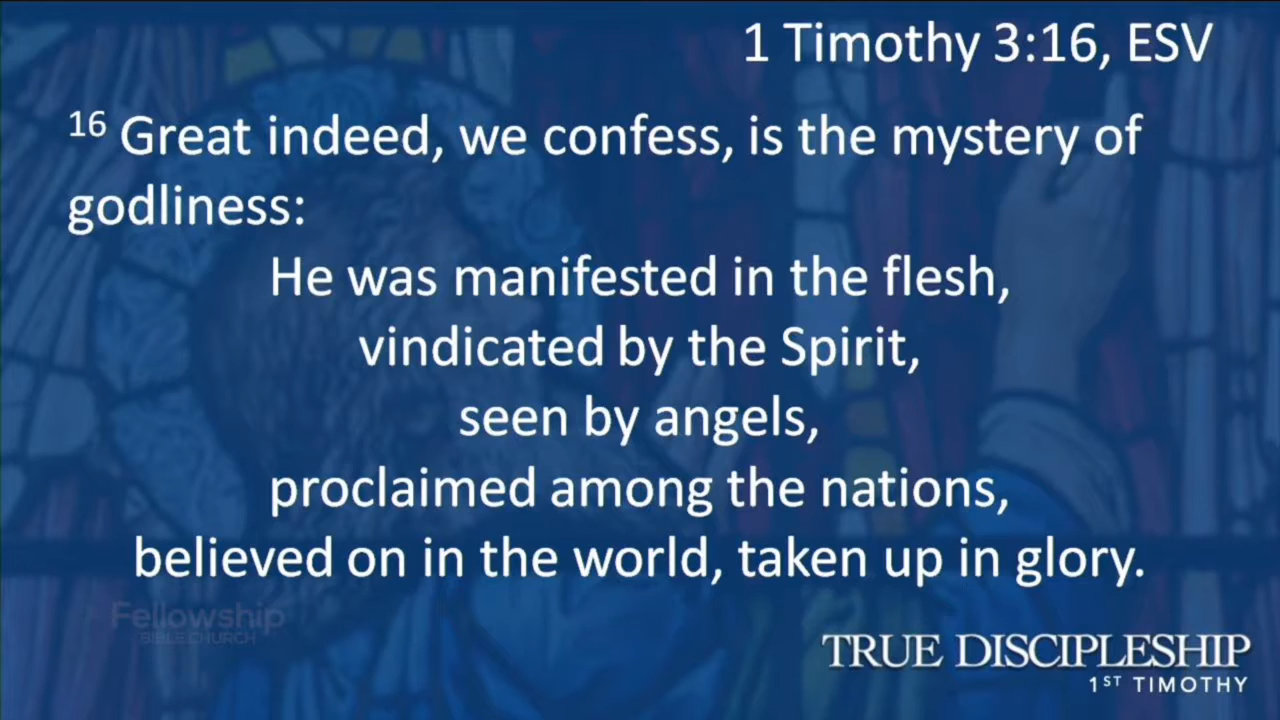 1 Timothy 3:16, ESV
16 Great indeed, we confess, is the mystery of
godliness:
He was manifested in the flesh,
vindicated by the Spirit,
seen by angels,
proclaimed among the nations,
believed on in the world, taken up in glory.
Fellowship
BIBLE CHURCH
TRUE DISCIPLESHIP
1ST TIMOTHY